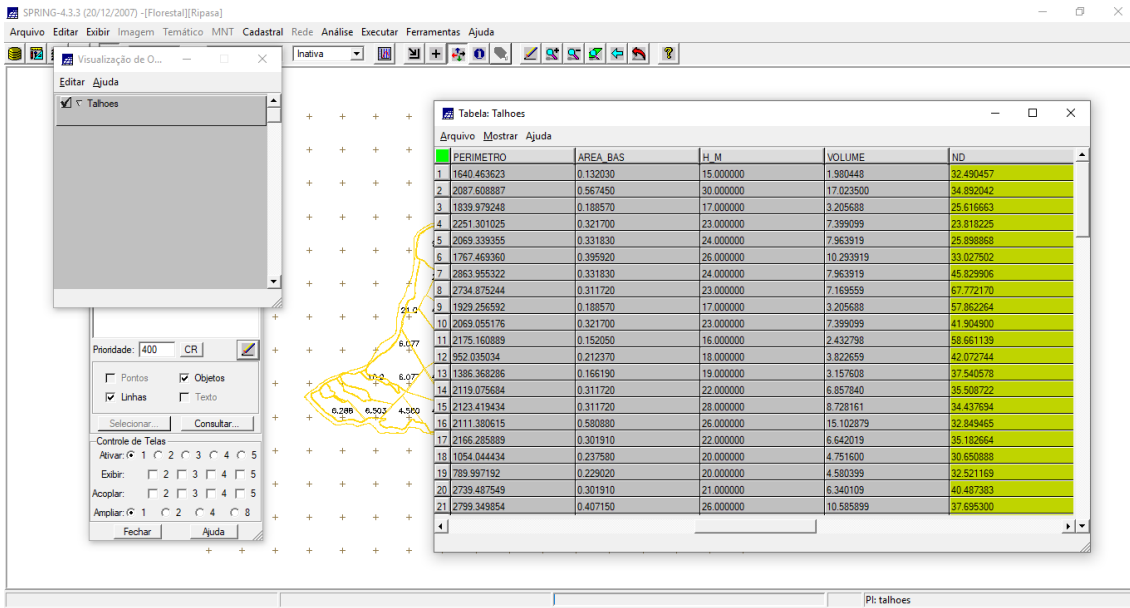 SPRING-4.3.3 (20/12/2007) -[Florestal][Ripasa]
Arquivo Editar Exibir Imagem Temático MNT Cadastral Rede Análise Executar Ferramentas Ajuda
Inativa
Visualização de O...
Editar Ajuda
Talhoes
Prioridade: 400 CR
Pontos Objetos
Linhas Texto
Selecionar... Consultar...
Controle de Telas
Ativar: 1 2 3 4 5
Exibir: 2 3 4 5
Acoplar: 2 3 4 5
Ampliar: 1 2 4 8
Fechar Ajuda
21.0
6.077
6.077
6.288 6.503 4.580
Tabela: Talhoes
Arquivo Mostrar Ajuda
PERIMETRO AREA_BAS H_M VOLUME ND
1 1640.463623 0.132030 15.000000 1.980448 32.490457
2 2087.608887 0.567450 30.000000 17.023500 34.892042
3 1839.979248 0.188570 17.000000 3.205688 25.616663
4 2251.301025 0.321700 23.000000 7.399099 23.818225
5 2069.339355 0.331830 24.000000 7.963919 25.898868
6 1767.469360 0.395920 26.000000 10.293919 33.027502
7 2863.955322 0.331830 24.000000 7.963919 45.829906
8 2734.875244 0.311720 23.000000 7.169559 67.772170
9 1929.256592 0.188570 17.000000 3.205688 57.862264
10 2069.055176 0.321700 23.000000 7.399099 41.904900
11 2175.160889 0.152050 16.000000 2.432798 58.661139
12 952.035034 0.212370 18.000000 3.822659 42.072744
13 1386.368286 0.166190 19.000000 3.157608 37.540578
14 2119.075684 0.311720 22.000000 6.857840 35.508722
15 2123.419434 0.311720 28.000000 8.728161 34.437694
16 2111.380615 0.580880 26.000000 15.102879 32.849465
17 2166.285889 0.301910 22.000000 6.642019 35.182664
18 1054.044434 0.237580 20.000000 4.751600 30.650888
19 789.997192 0.229020 20.000000 4.580399 32.521169
20 2739.487549 0.301910 21.000000 6.340109 40.487383
21 2799.349854 0.407150 26.000000 10.585899 37.695300
PI: talhoes